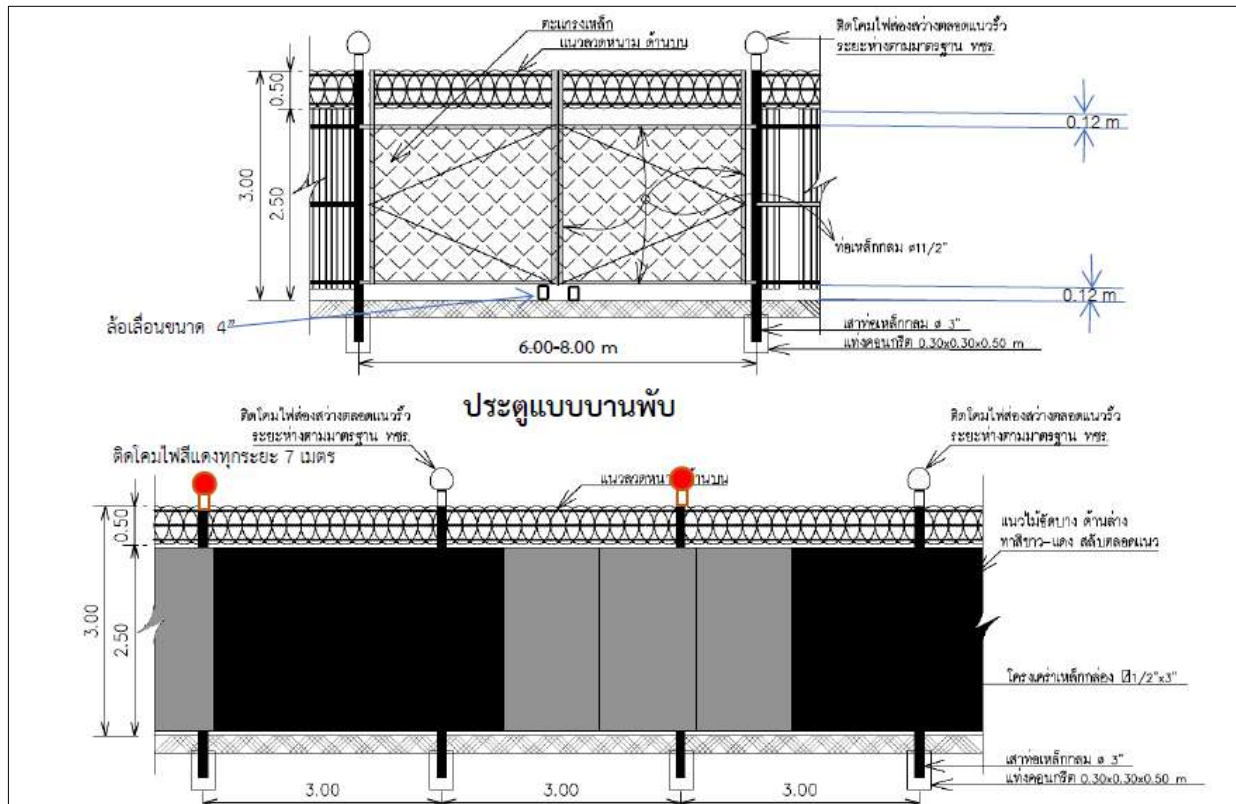 ตะแกรงเหล็ก
แนวลวดหนาม ด้านบน
ติดโคมไฟส่องสว่างตลอดแนวรั้ว
ระยะห่างตามมาตรฐาน ทชร.
0.50
3.00
2.50
0.12 m
ท่อเหล็กกลม ø11/2"
0.12 m
ล้อเลื่อนขนาด 4"
เสาท่อเหล็กกลม ø 3"
แท่งคอนกรีต 0.30x0.30x0.50 m
6.00-8.00 m
ประตูแบบบานพับ
ติดโคมไฟส่องสว่างตลอดแนวรั้ว
ระยะห่างตามมาตรฐาน ทชร.
ติดโคมไฟส่องสว่างตลอดแนวรั้ว
ระยะห่างตามมาตรฐาน ทชร.
ติดโคมไฟสีแดงทุกระยะ 7 เมตร
แนวลวดหนาม ด้านบน
0.50
3.00
2.50
แนวไม้อัดบาง ด้านล่าง
ทาสีขาว-แดง สลับตลอดแนว
โครงเคร่าเหล็กกล่อง 1/2"x3"
เสาท่อเหล็กกลม ø 3"
แท่งคอนกรีต 0.30x0.30x0.50 m
3.00
3.00
3.00